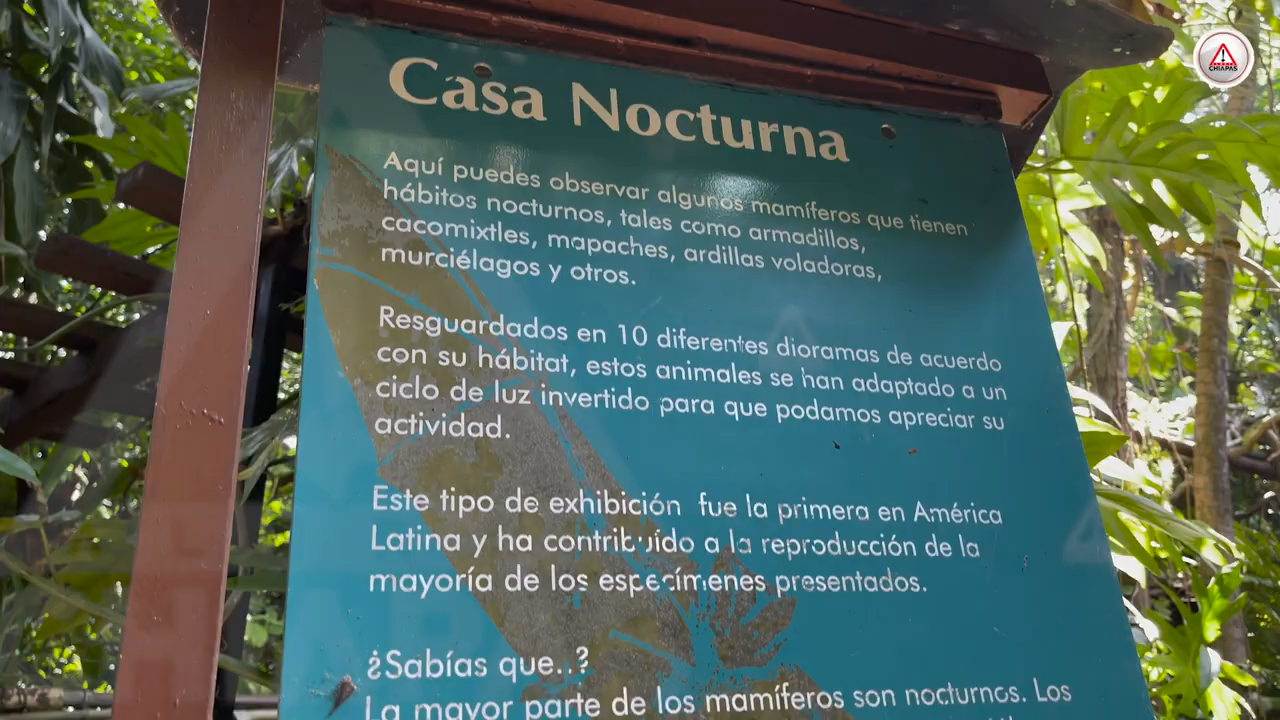 Casa Nocturna
Aquí puedes observar algunos mamíferos que tienen
hábitos nocturnos, tales como armadillos,
cacomixtles, mapaches, ardillas voladoras,
murciélagos y otros.
Resguardados en 10 diferentes dioramas de acuerdo
con su hábitat, estos animales se han adaptado a un
ciclo de luz invertido para que podamos apreciar su
actividad.
Este tipo de exhibición fue la primera en América
Latina y ha contribuido a la reproducción de la
mayoría de los especímenes presentados.
¿Sabías que..?
La mayor parte de los mamíferos son nocturnos. Los
CHIAPAS